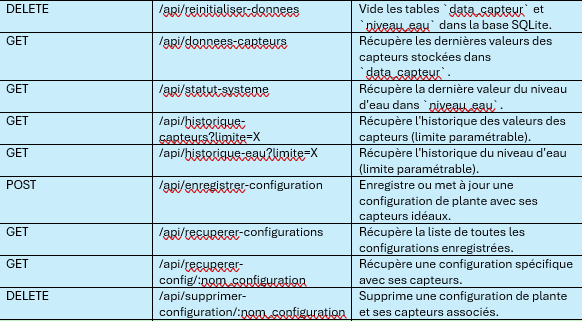 DELETE /api/reinitialiser-donnees Vide les tables `data_capteur` et
`niveau_eau` dans la base SQLite.
GET /api/donnees-capteurs Récupère les dernières valeurs des
capteurs stockées dans
`data_capteur`.
GET /api/statut-systeme Récupère la dernière valeur du niveau
d'eau dans `niveau_eau`.
GET /api/historique- Récupère l'historique des valeurs des
capteurs?limite=X capteurs (limite paramétrable).
GET /api/historique-eau?limite=X Récupère l'historique du niveau d'eau
(limite paramétrable).
POST /api/enregistrer-configuration Enregistre ou met à jour une
configuration de plante avec ses
capteurs idéaux.
GET /api/recuperer-configurations Récupère la liste de toutes les
configurations enregistrées.
GET /api/recuperer- Récupère une configuration spécifique
config/:nom_configuration avec ses capteurs.
DELETE /api/supprimer- Supprime une configuration de plante
configuration/:nom_configuration et ses capteurs associés.